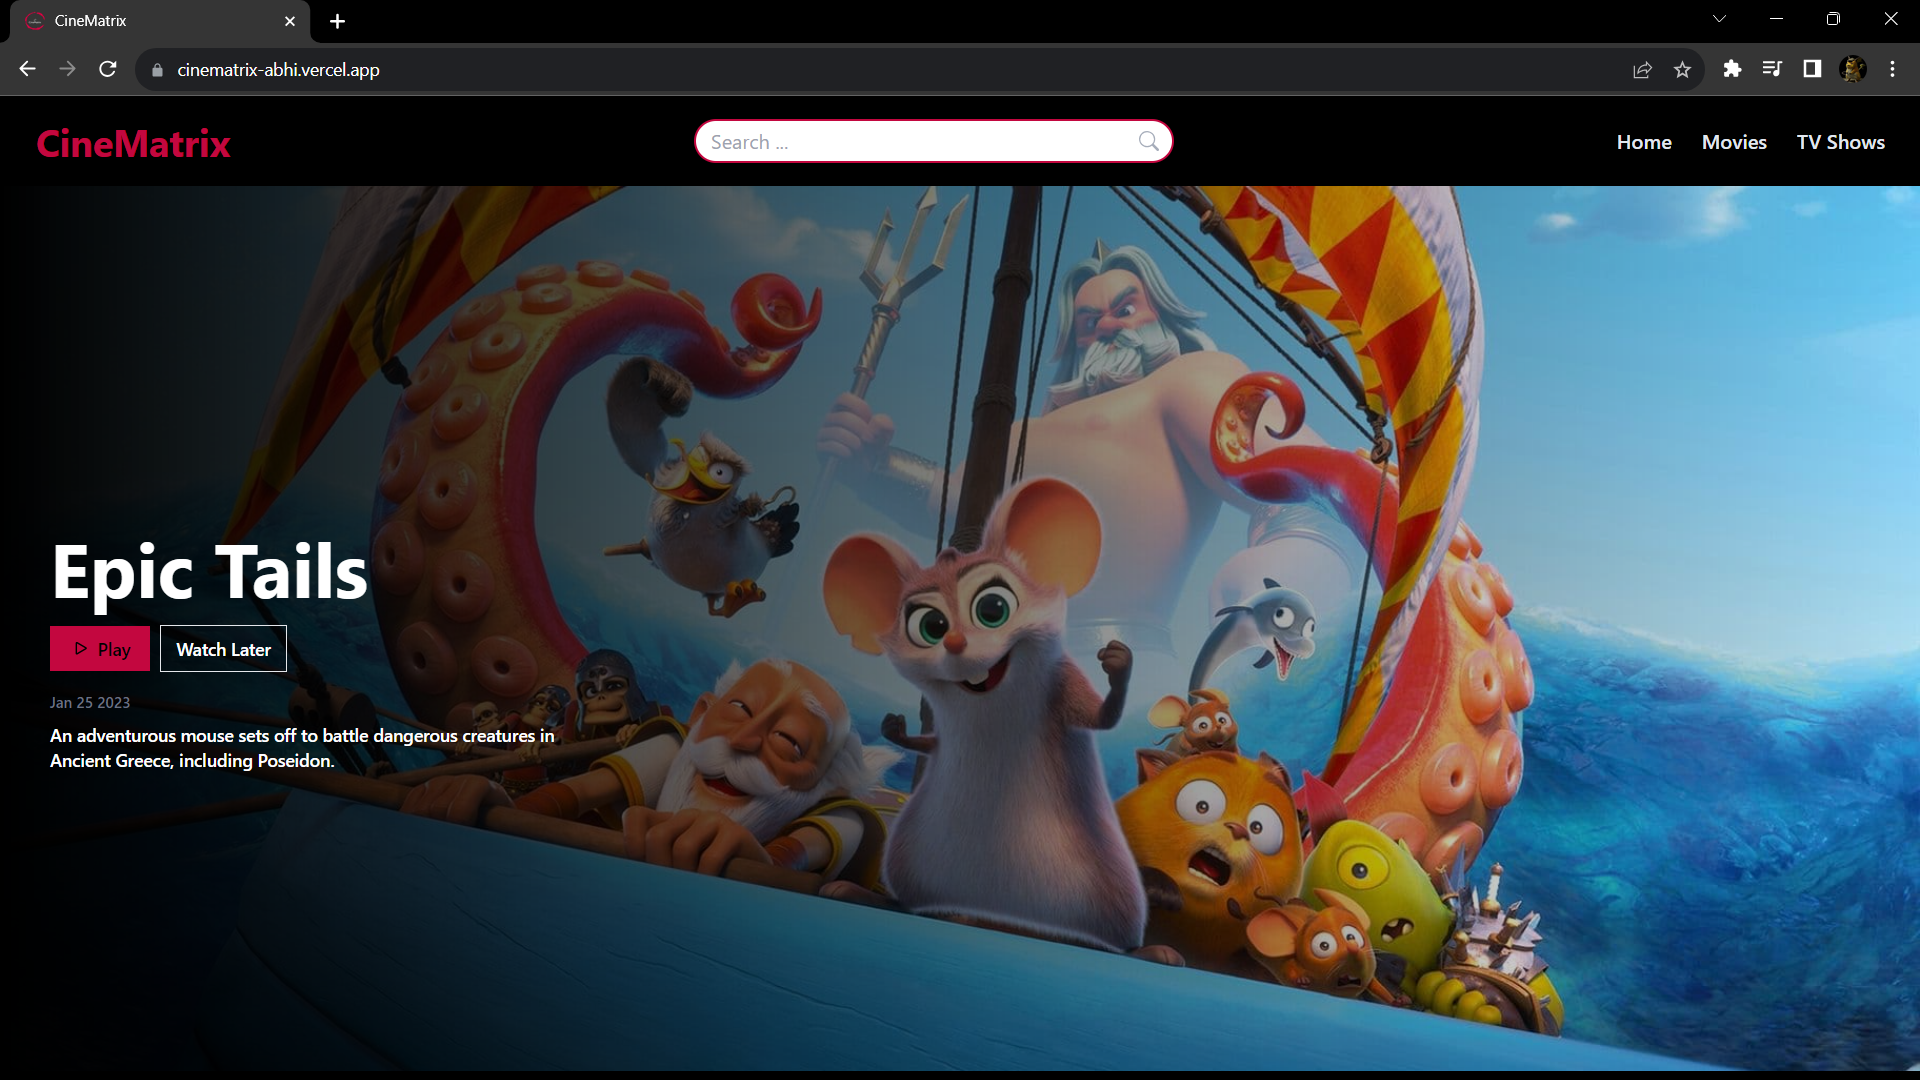 CineMatrix
cinematrix-abhi.vercel.app
CineMatrix
Search ...
Home Movies TV Shows
Epic Tails
Play Watch Later
Jan 25 2023
An adventurous mouse sets off to battle dangerous creatures in
Ancient Greece, including Poseidon.